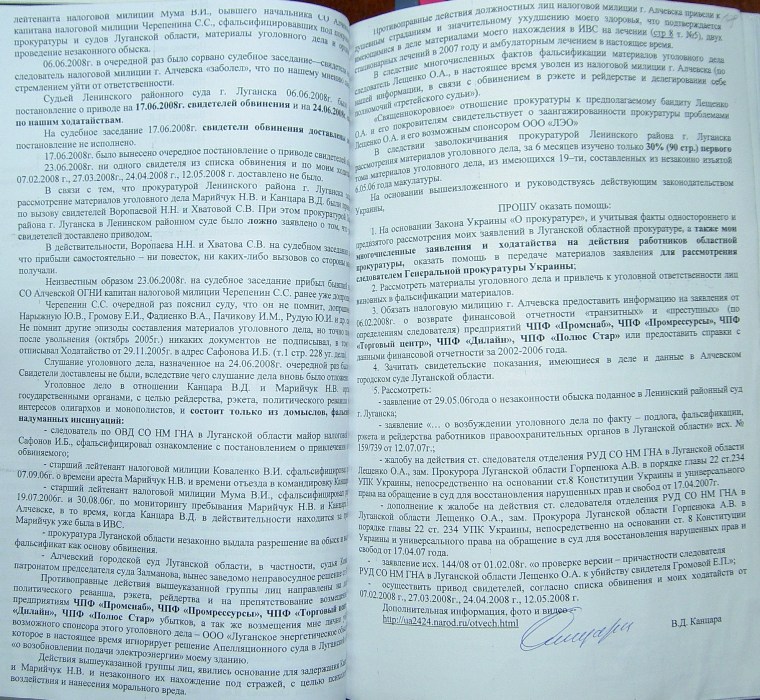 лейтенанта налоговой милиции Мума В.И., бывшего начальника СО
капитана налоговой милиции Черепенина С.С., сфальсифицировавших под
прокуратуры и судов Луганской области, материалы уголовного дела и
проведение незаконного обыска.
06.06.2008г. в очередной раз было сорвано судебное заседание
следователь налоговой милиции г. Алчевска «заболел», что по нашему
стремлением уйти от ответственности.
Судьей Ленинского районного суда г. Луганска 06.06.2008г.
постановление о приводе на 17.06.2008г. свидетелей обвинения и на 24.06
по нашим ходатайствам.
На судебное заседание 17.06.2008г. свидетели обвинения
постановление не исполнено.
17.06.2008г. было вынесено очередное постановление о приводе
23.06.2008г. ни одного свидетеля из списка обвинения и по моим
07.02.2008 г., 27.03.2008г., 24.04.2008 г., 12.05.2008 г. доставлено не было.
В связи с тем, что прокуратурой Ленинского района г. Луганска
рассмотрение материалов уголовного дела Марийчук Н.В. и Канцара В.Д. были
по вызову свидетелей Воропаевой Н.Н. и Хватовой С.В. При этом
района г. Луганска в Ленинском районном суде было ложно заявлено о том,
свидетелей доставлено приводом.
В действительности, Воропаева Н.Н. и Хватова С.В. на судебное
что прибыли самостоятельно – ни повесток, ни каких-либо вызовов со стороны
получали.
Неизвестным образом 23.06.2008г. на судебное заседание прибыл
СО Алчевской ОГНИ капитан налоговой милиции Черепенин С.С. ранее уже
Черепенин С.С. очередной раз пояснил суду, что он не помнит,
Нарыжную Ю.В., Громову Е.И., Фадиенко В.А., Пачикову И.М., Рудую Ю.И. и др.
Не помнит другие эпизоды составления материалов уголовного дела, но точно
после увольнения (октябрь 2005г.) никаких документов не подписывал, в
отписывал Ходатайство от 29.11.2005г. в адрес Сафонова И.Б. (т.1 стр. 228 уг.
Слушание уголовного дела, назначенное на 24.06.2008г. очередной раз
Свидетели доставлены не были, вследствие чего слушание дела вновь было
Уголовное дело в отношении Канцара В.Д. и Марийчук Н.В.
государственными органами, с целью рейдерства, рэкета, политического
интересов олигархов и монополистов, и состоит только из домыслов,
надуманных инсинуаций:
- следователь по ОВД СО НМ ГНА в Луганской области майор
Сафонов И.Б., сфальсифицировал ознакомление с постановлением о
обвиняемого;
- старший лейтенант налоговой милиции Коваленко В.И.
07.09.06г. о времени ареста Марийчук Н.В. и времени отъезда в командировку
- старший лейтенант налоговой милиции Мума В.И.,
19.07.2006г. и 30.08.06г. по мониторингу пребывания Марийчук Н.В. и
Алчевске, в то время, когда Канцара В.Д. в действительности находится за
Марийчук уже была в ИВС.
- прокуратура Луганской области незаконно выдала разрешение на обыск и
фальсификат как основу обвинения.
- Алчевский городской суд Луганской области, в частности, судья
патронатом председателя суда Залманова, вынес заведомо неправосудное решение
Противоправные действия вышеуказанной группы лиц направлены на
политического реванша, рэкета, рейдерства и на препятствование
предприятиям ЧПФ «Промснаб», ЧПФ «Промрессурсы», ЧПФ «Торговый
«Дилайн», ЧПФ «Полюс Стар» убытков, а так же возмещения мне лично
возможного спонсора этого уголовного дела – ООО «Луганское энергетическое
которое в настоящее время игнорирует решение Апелляционного суда в
«о возобновлении подачи электроэнергии» моему зданию.
Действия вышеуказанной группы лиц, явились основание для задержания
и Марийчук Н.В. и незаконного их нахождение под стражей, с целью
воздействия и нанесения морального вреда.
Противоправные действия должностных лиц налоговой милиции г. Алчевска привели к
душевным страданиям и значительному ухудшению моего здоровья, что подтверждается
имеющимися в деле материалами моего нахождения в ИВС на лечении (стр 8 т. №5), двух
стационарных лечений в 2007 году и амбулаторным лечением в настоящее время.
В следствие многочисленных фактов фальсификации материалов уголовного дела
следователь Лещенко О.А., в настоящее время уволен из налоговой милиции г. Алчевска (по
нашей информации, в связи с обвинением в рэкете и рейдерстве и делегировании себе
полномочий «третейского судьи»).
«Священнокоровное» отношение прокуратуры к предполагаемому бандиту Лещенко
О.А. и его покровителям свидетельствует о заангажированности прокуратуры проблемами
Лещенко О.А. и его возможным спонсором ООО «ЛЭО»
В следствии заволокичивания прокуратурой Ленинского района г. Луганска
рассмотрения материалов уголовного дела, за 6 месяцев изучено только 30% (90 стр.) первого
тома материалов уголовного дела, из имеющихся 19–ти, составленных из незаконно изъятой
6.05.06 года макулатуры.
На основании вышеизложенного и руководствуясь действующим законодательством
Украины,
ПРОШУ оказать помощь:
1. На основании Закона Украины «О прокуратуре», и учитывая факты одностороннего и
предвзятого рассмотрения моих заявлений в Луганской областной прокуратуре, а также мои
многочисленные заявления и ходатайства на действия работников областной
прокуратуры, оказать помощь в передаче материалов заявления для рассмотрения
следователем Генеральной прокуратуры Украины;
2. Рассмотреть материалы уголовного дела и привлечь к уголовной ответственности лиц
виновных в фальсификации материалов.
3. Обязать налоговую милицию г. Алчевска предоставить информацию на заявления от
06.02.2008г. о возврате финансовой отчетности «транзитных» и «преступных» (по
определениям следователя) предприятий ЧПФ «Промснаб», ЧПФ «Промрессурсы», ЧПФ
«Торговый центр», ЧПФ «Дилайн», ЧПФ «Полюс Стар» или предоставить справки с
данными финансовой отчетности за 2002-2006 года.
4. Зачитать свидетельские показания, имеющиеся в деле и данные в Алчевском
городском суде Луганской области.
5. Рассмотреть:
- заявление от 29.05.06года о незаконности обыска поданное в Ленинский районный суд
г. Луганска;
- заявление «… о возбуждении уголовного дела по факту – подлога, фальсификации,
рэкета и рейдерства работников правоохранительных органов в Луганской области» исх. №
159/739 от 12.07.07г.;
- жалобу на действия ст. следователя отделения РУД СО НМ ГНА в Луганской области
Лещенко О.А., зам. Прокурора Луганской области Горпенюка А.В. в порядке главы 22 ст.234
УПК Украины, непосредственно на основании ст.8 Конституции Украины и универсального
права на обращение в суд для восстановления нарушенных прав и свобод от 17.04.2007г.
- дополнение к жалобе на действия ст. следователя отделения РУД СО НМ ГНА в
Луганской области Лещенко О.А., зам. Прокурора Луганской области Горпенюка А.В. в
порядке главы 22 ст. 234 УПК Украины, непосредственно на основании ст. 8 Конституции
Украины и универсального права на обращение в суд для восстановления нарушенных прав и
свобод от 17.04.07 года.
- заявление исх. 144/08 от 01.02.08г. «о проверке версии – причастности следователя
РУД СО НМ ГНА в Луганской области Лещенко О.А. к убийству свидетеля Громовой Е.П.»;
- осуществить привод свидетелей, согласно списка обвинения и моих ходатайств от
07.02.2008 г., 27.03.2008г., 24.04.2008 г., 12.05.2008 г.
Дополнительная информация, фото и видео
http://ua2424.narod.ru/otvech.html
В.Д. Канцара